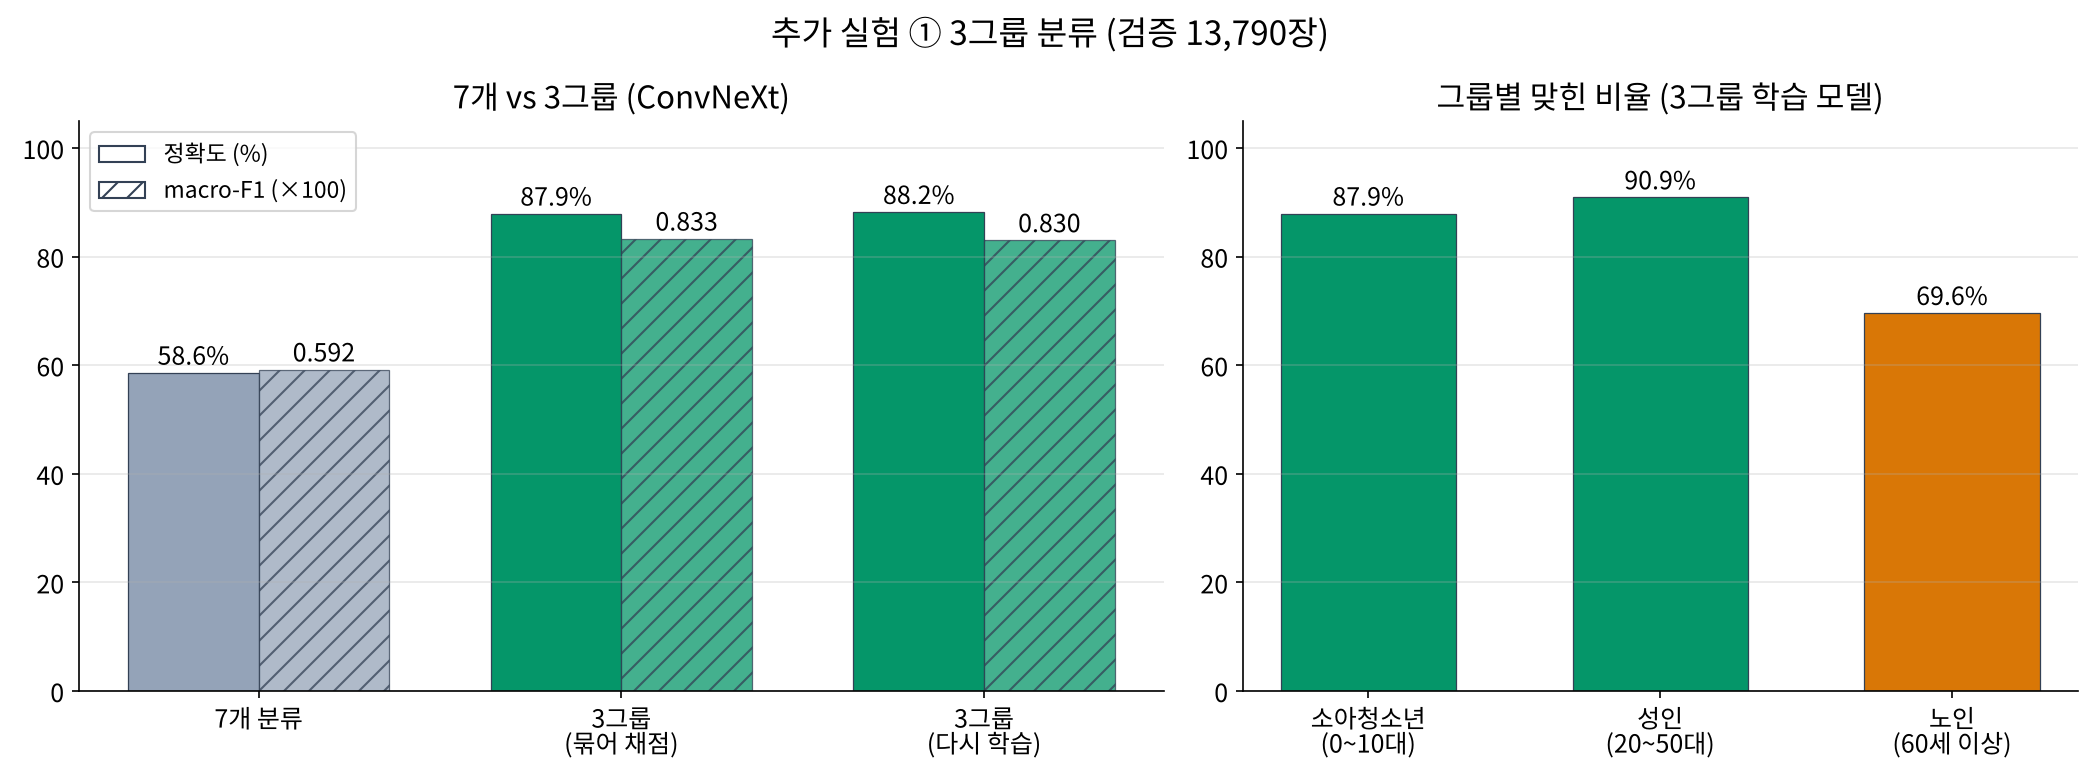 추가 실험 ① 3그룹 분류 (검증 13,790장)
7개 vs 3그룹 (ConvNeXt)
정확도 (%)
macro-F1 (×100)
100
80
60
40
20
0
58.6%
0.592
87.9%
0.833
88.2%
0.830
7개 분류
3그룹
(묶어 채점)
3그룹
(다시 학습)
그룹별 맞힌 비율 (3그룹 학습 모델)
100
80
60
40
20
0
87.9%
90.9%
69.6%
소아청소년
(0~10대)
성인
(20~50대)
노인
(60세 이상)